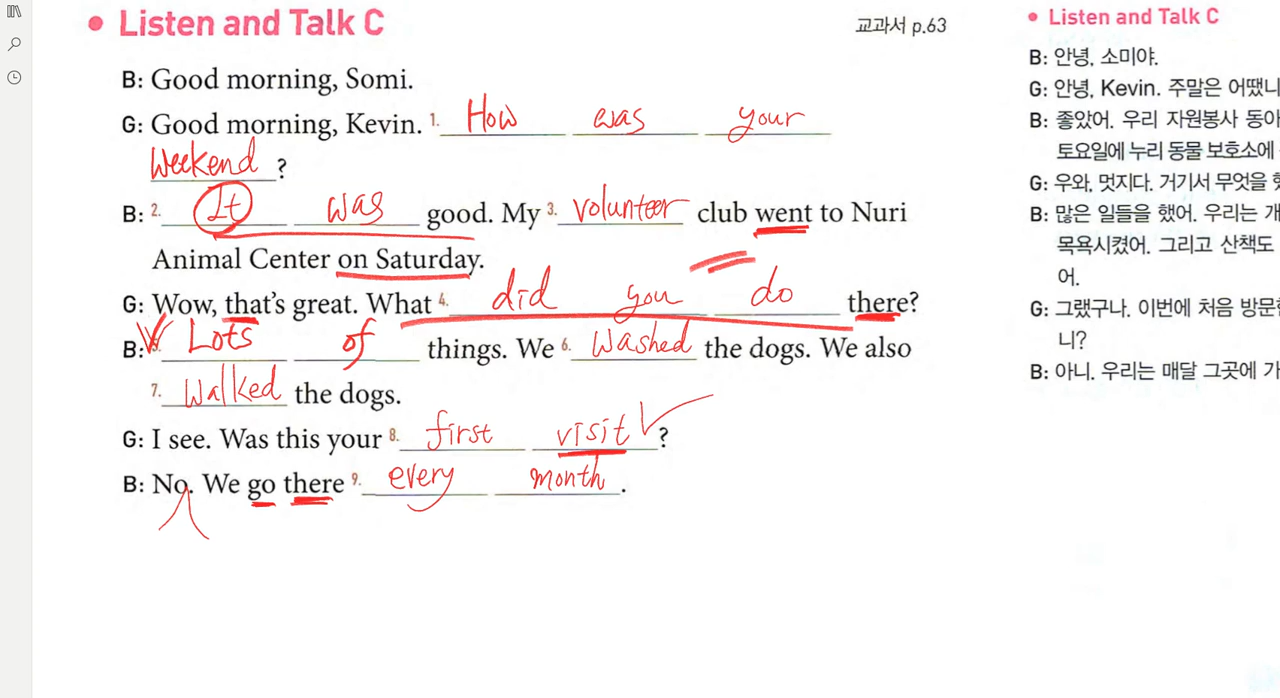 Listen and Talk C
교과서 p.63
B: Good morning, Somi.
G: Good morning, Kevin. 1. How was your
weekend ?
B: 2. It was good. My 3. volunteer club went to Nuri
Animal Center on Saturday.
G: Wow, that's great. What 4. did you do there?
B: Lots of things. We 6. washed the dogs. We also
7. walked the dogs.
G: I see. Was this your 8. first visit ?
B: No. We go there 9. every month .
Listen and Talk C
B: 안녕, 소미야.
G: 안녕, Kevin. 주말은 어땠니
B: 좋았어. 우리 자원봉사 동아
토요일에 누리 동물 보호소에
G: 우와, 멋지다. 거기서 무엇을
B: 많은 일들을 했어. 우리는 개
목욕시켰어. 그리고 산책도
어.
G: 그랬구나. 이번에 처음 방문한
니?
B: 아니. 우리는 매달 그곳에 가